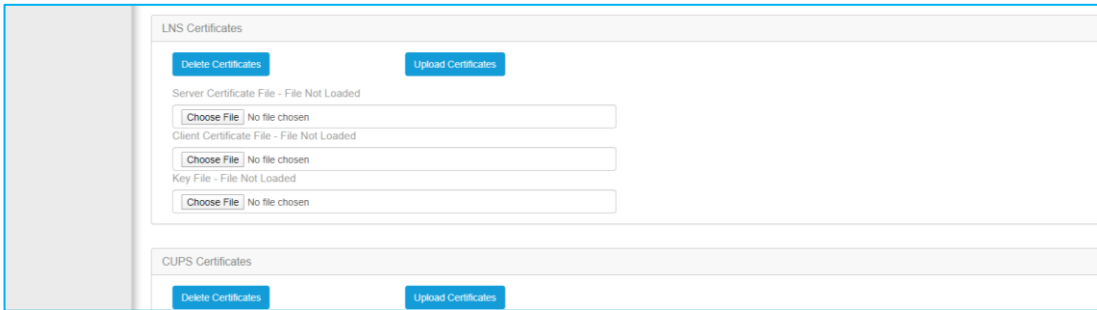 LNS Certificates
Delete Certificates Upload Certificates
Server Certificate File - File Not Loaded
Choose File No file chosen
Client Certificate File - File Not Loaded
Choose File No file chosen
Key File - File Not Loaded
Choose File No file chosen
CUPS Certificates
Delete Certificates Upload Certificates